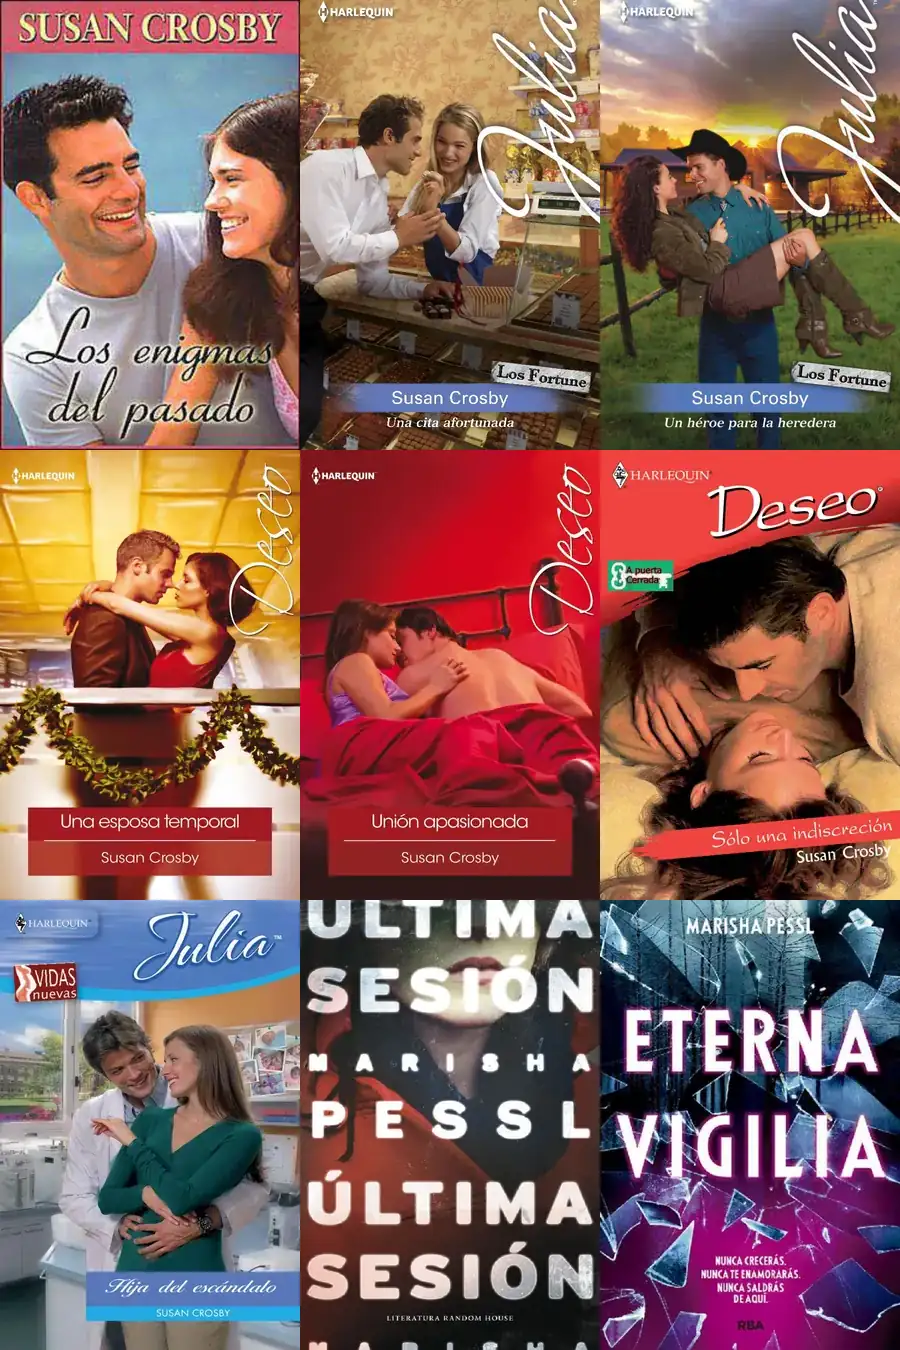 SUSAN CROSBY
Los enigmas
del pasado
HARLEQUIN
Julia
Los Fortune
Susan Crosby
Una cita afortunada
HARLEQUIN
Julia
Los Fortune
Susan Crosby
Un héroe para la heredera
HARLEQUIN
Deseo
Una esposa temporal
Susan Crosby
HARLEQUIN
Deseo
Unión apasionada
Susan Crosby
HARLEQUIN
Deseo
A puerta
Cerrada
Sólo una indiscreción
Susan Crosby
HARLEQUIN
Julia™
VIDAS
nuevas
Hija del escándalo
SUSAN CROSBY
ÚLTIMA
SESIÓN
MARISHA
PESSL
ÚLTIMA
SESIÓN
LITERATURA RANDOM HOUSE
MARISHA
MARISHA PESSL
ETERNA
VIGILIA
NUNCA CRECERÁS.
NUNCA TE ENAMORARÁS.
NUNCA SALDRÁS
DE AQUÍ.
RBA